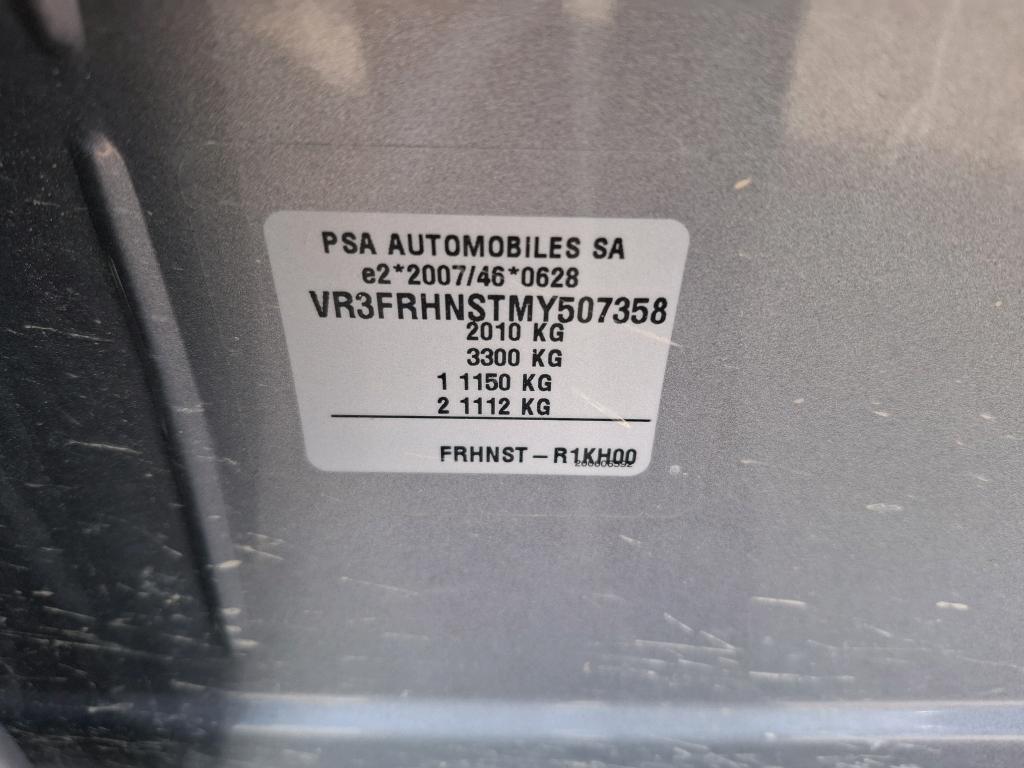 PSA AUTOMOBILES SA
e2*2007/46*0628
VR3FRHNSTMY507358
2010 KG
3300 KG
1 1150 KG
2 1112 KG
FRHNST-R1KH00